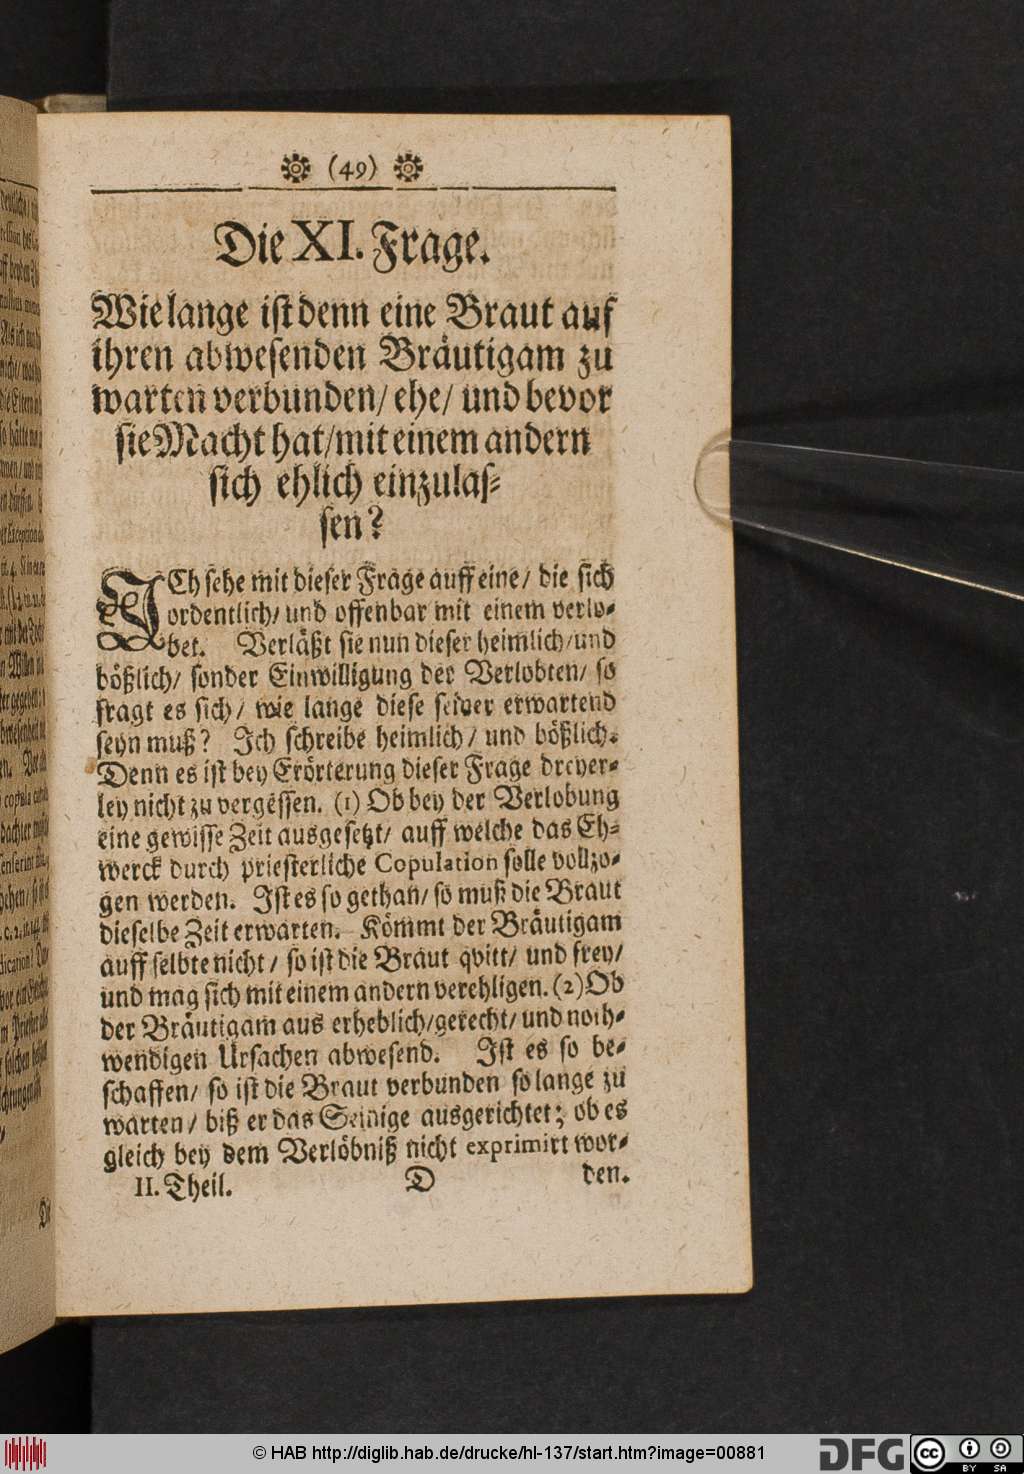 (49)
Die XI. Frage.
Wie lange ist denn eine Braut auf
ihren abwesenden Bräutigam zu
warten verbunden/ ehe/ und bevor
sie Macht hat/ mit einem andern
sich ehlich einzulas-
sen?
ICh sehe mit dieser Frage auff eine/ die sich
ordentlich/ und offenbar mit einem verlo-
bet. Verläßt sie nun dieser heimlich/ und
bößlich/ sonder Einwilligung der Verlobten/ so
fragt es sich/ wie lange diese seiner erwartend
seyn muß? Ich schreibe heimlich/ und bößlich.
Denn es ist bey Erörterung dieser Frage dreyer-
ley nicht zu vergessen. (1) Ob bey der Verlobung
eine gewisse Zeit ausgesetzt/ auff welche das Eh-
werck durch priesterliche Copulation solle vollzo-
gen werden. Ist es so gethan/ so muß die Braut
dieselbe Zeit erwarten. Kömmt der Bräutigam
auff selbte nicht/ so ist die Braut qvitt/ und frey/
und mag sich mit einem andern verehligen. (2) Ob
der Bräutigam aus erheblich/ gerecht/ und noth-
wendigen Ursachen abwesend. Ist es so be-
schaffen/ so ist die Braut verbunden so lange zu
warten/ biß er das Seinige ausgerichtet; ob es
gleich bey dem Verlöbniß nicht exprimirt wor-
II. Theil. D den.
© HAB http://diglib.hab.de/drucke/hl-137/start.htm?image=00881
DFG
cc BY SA